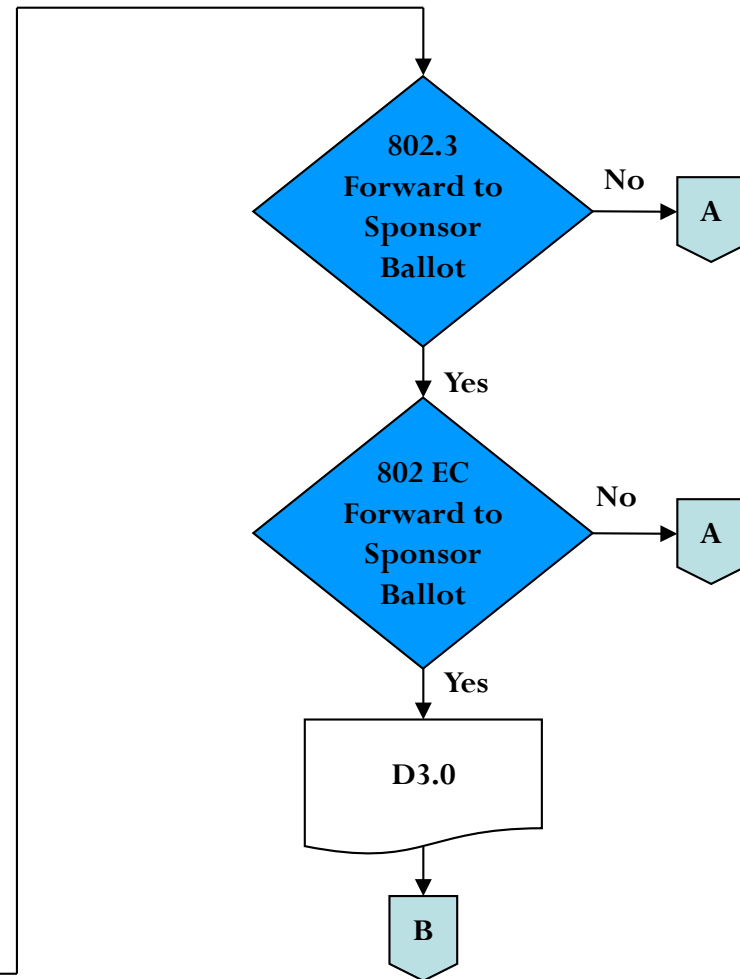 802.3
Forward to
Sponsor
Ballot
No
A
Yes
802 EC
Forward to
Sponsor
Ballot
No
A
Yes
D3.0
B